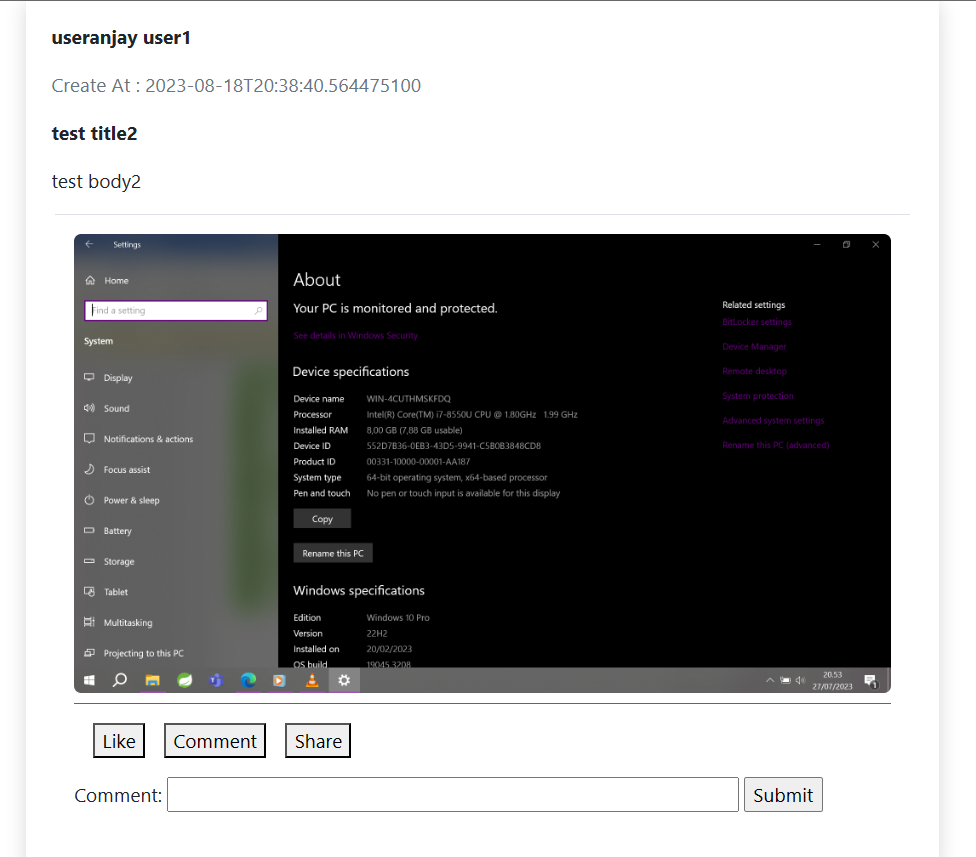 useranjay user1
Create At : 2023-08-18T20:38:40.564475100
test title2
test body2
Settings
Home
Find a setting
System
Display
Sound
Notifications & actions
Focus assist
Power & sleep
Battery
Storage
Tablet
Multitasking
Projecting to this PC
About
Your PC is monitored and protected.
See details in Windows Security
Device specifications
Device name WIN-4CUTHMSKFDQ
Processor Intel(R) Core(TM) i7-8550U CPU @ 1.80GHz 1.99 GHz
Installed RAM 8,00 GB (7,88 GB usable)
Device ID 552D7B36-0EB3-43D5-9941-C5B0B3848CD8
Product ID 00331-10000-00001-AA187
System type 64-bit operating system, x64-based processor
Pen and touch No pen or touch input is available for this display
Copy
Rename this PC
Windows specifications
Edition Windows 10 Pro
Version 22H2
Installed on 20/02/2023
OS build 19045.3208
Related settings
BitLocker settings
Device Manager
Remote desktop
System protection
Advanced system settings
Rename this PC (advanced)
20.53
27/07/2023
1
Like Comment Share
Comment: Submit